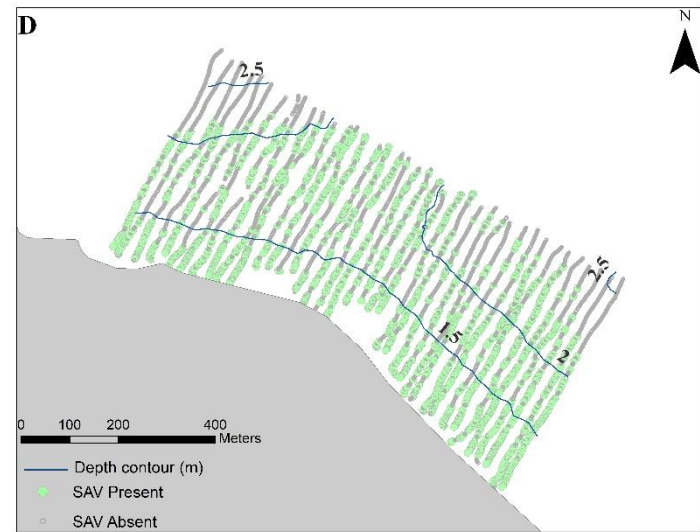 D
N
2.5
2.5
1.5
2
0 100 200 400
Meters
Depth contour (m)
SAV Present
SAV Absent